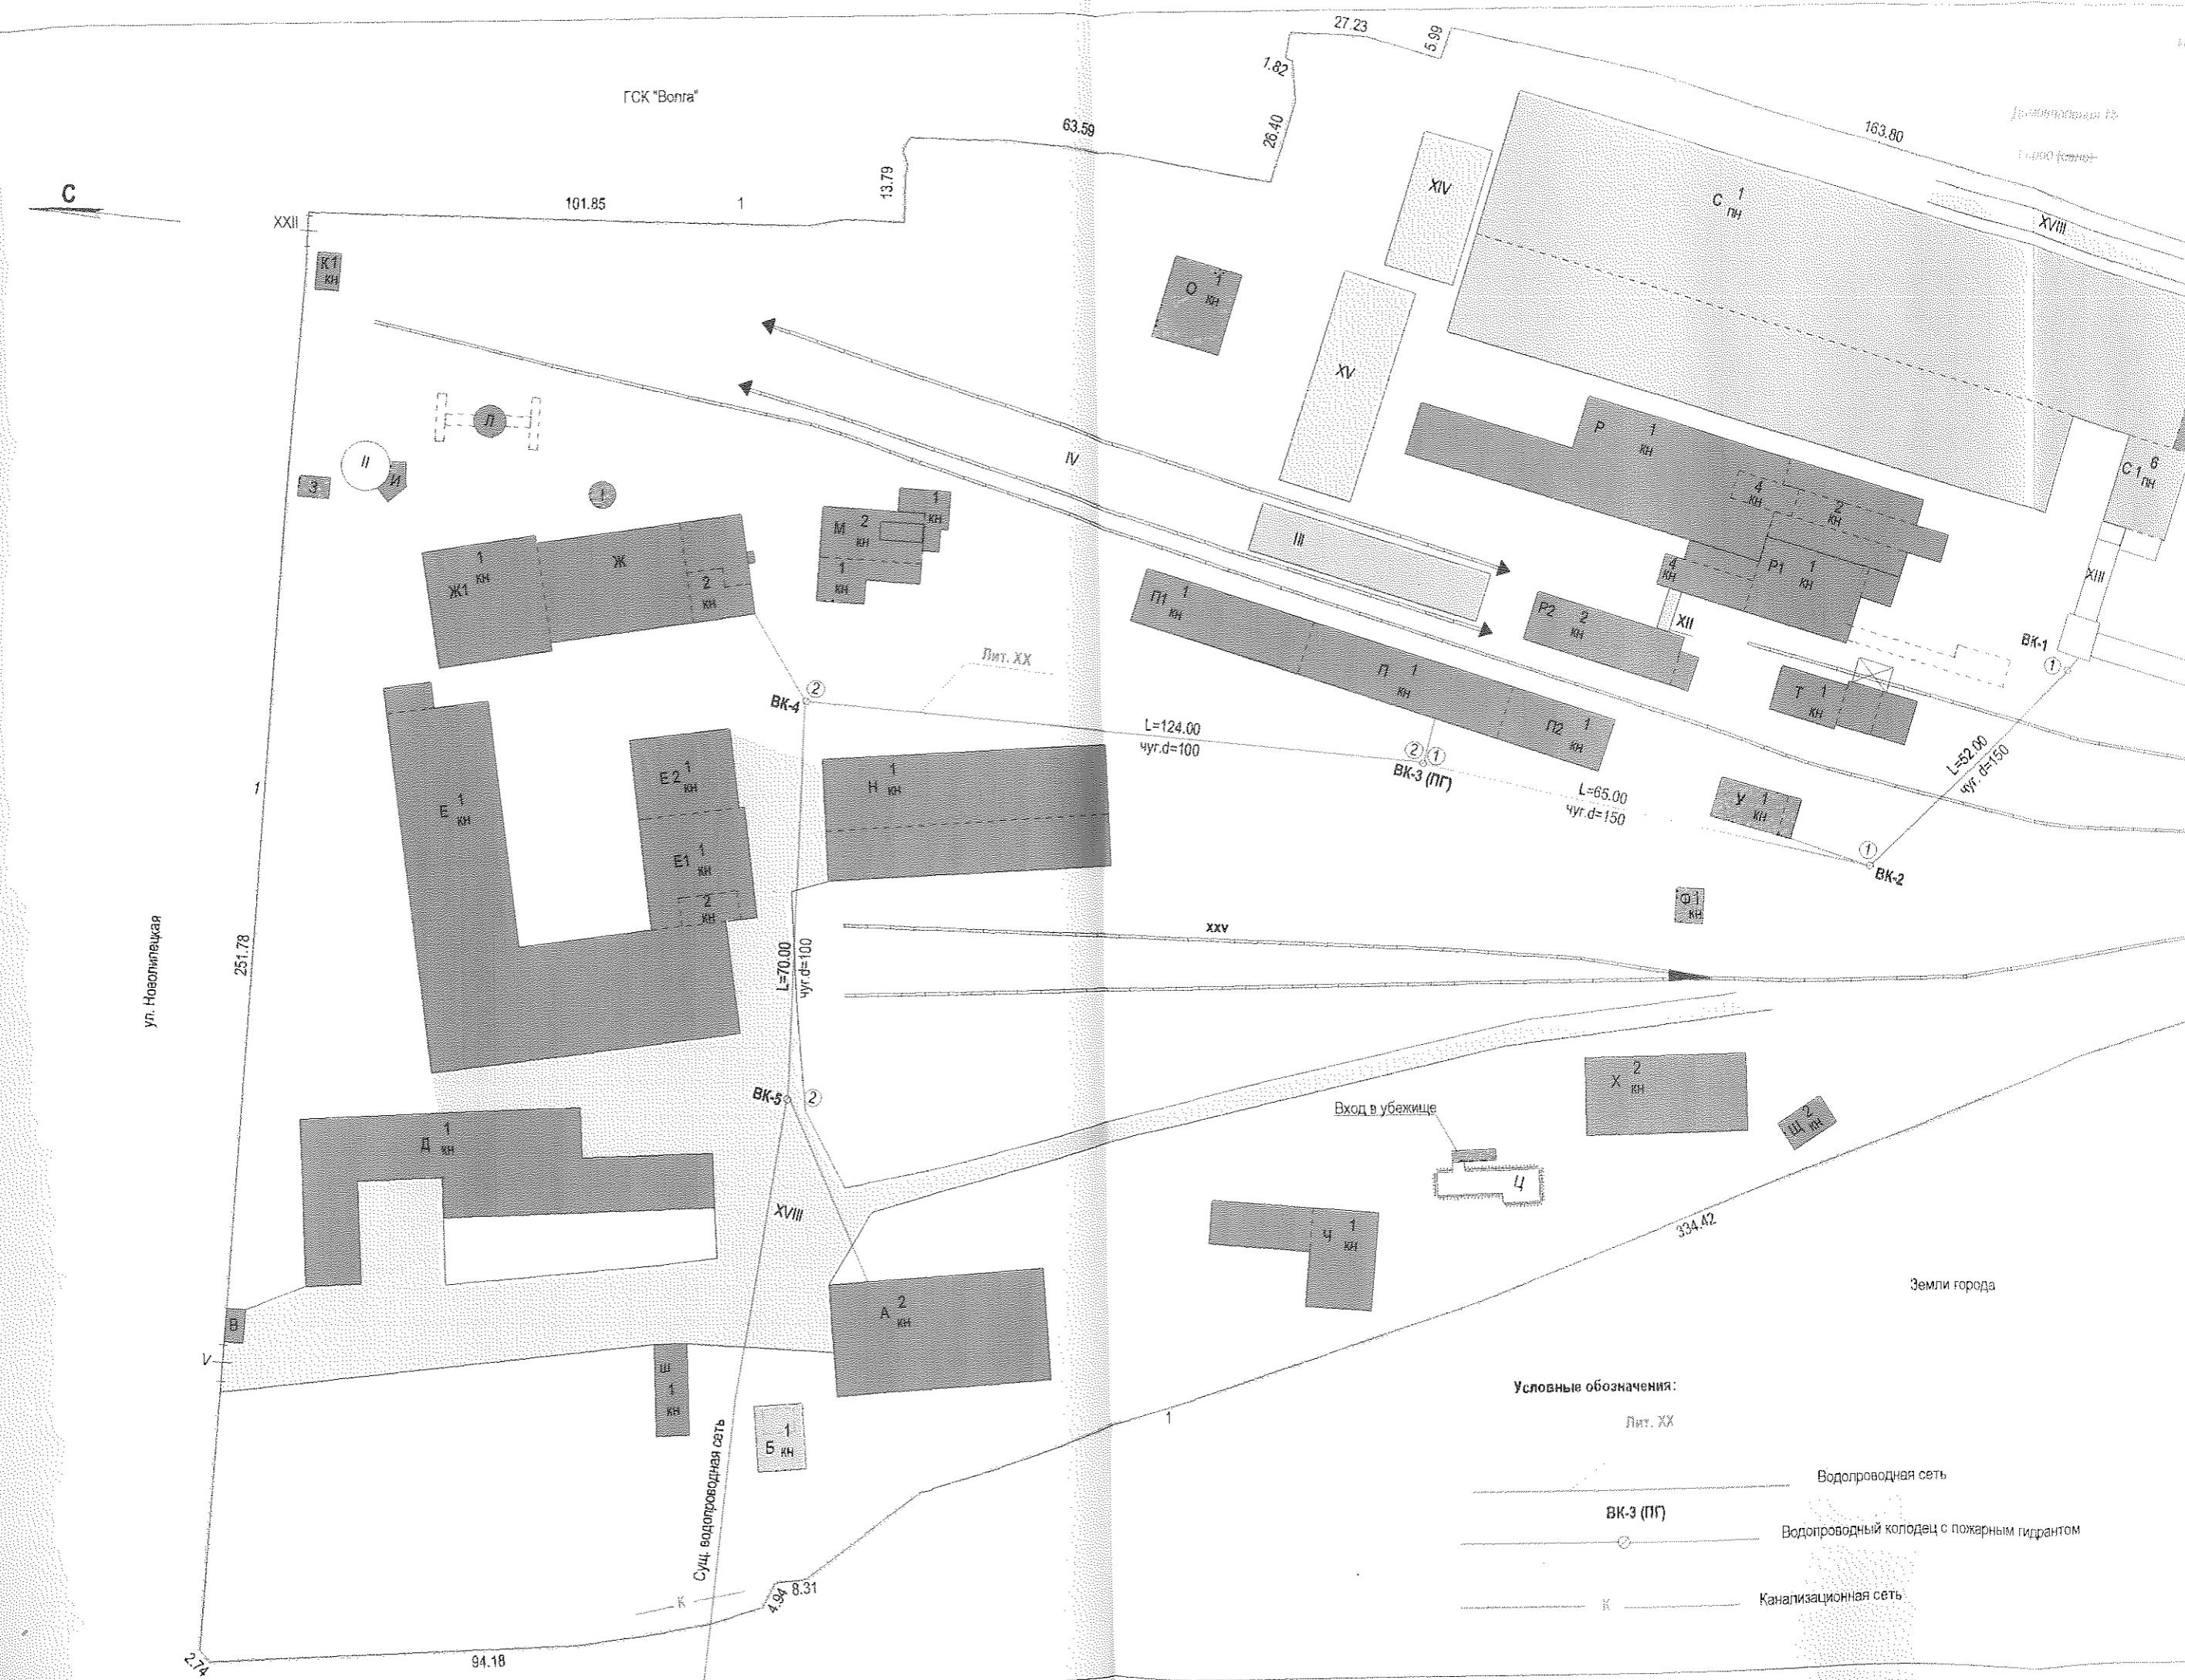 27.23
5.99
1.82
ГСК "Волга"
63.59
26.40
163.80
13.79
С
XXII
101.85
1
К1
кн
XIV
С 1
пн
XVIII
О 1
кн
XV
Л
II
И
З
I
IV
Р 1
кн
4
кн
2
кн
С1 6
пн
М 2
кн
1
кн
1
кн
III
Ж1 1
кн
Ж
2
кн
П1 1
кн
Р2 2
кн
4
кн
XII
Р1 1
кн
XIII
ВК-1
1
Лит. XX
ВК-4
2
П 1
кн
П2 1
кн
Т 1
кн
L=124.00
чуг.d=100
2
1
ВК-3 (ПГ)
L=65.00
чуг.d=150
L=52.00
чуг. d=150
У 1
кн
1
ВК-2
1
Е 1
кн
Е2 1
кн
Е1 1
кн
2
кн
Н 1
кн
Ф 1
кн
XXV
ул. Новолипецкая
251.78
L=70.00
чуг.d=100
ВК-5
2
Х 2
кн
Щ 2
кн
Вход в убежище
Ц
Д 1
кн
XVIII
Ч 1
кн
334.42
Земли города
В
V
А 2
кн
Ш
1
кн
Б 1
кн
1
Сущ. водопроводная сеть
Условные обозначения:
Лит. XX
Водопроводная сеть
ВК-3 (ПГ)
Водопроводный колодец с пожарным гидрантом
К
Канализационная сеть
К
4.94
8.31
2.74
94.18